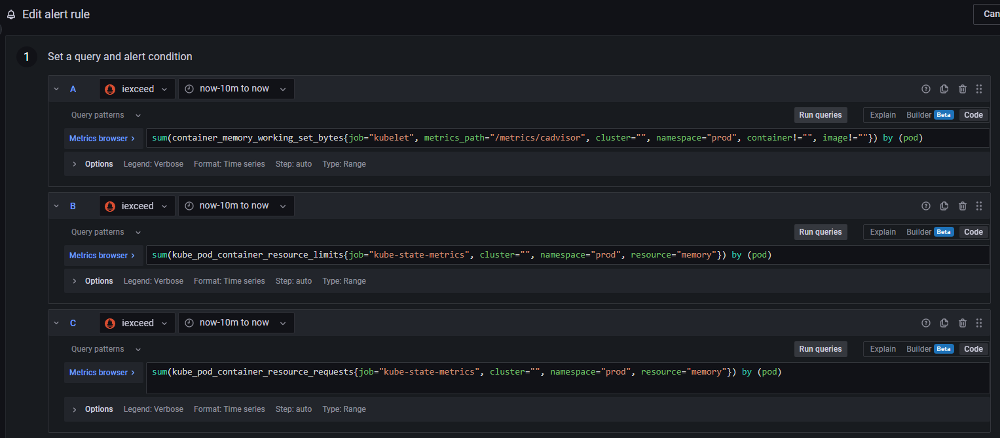 Edit alert rule
Can
1 Set a query and alert condition
A iexceed now-10m to now
Query patterns Run queries Explain Builder Beta Code
Metrics browser > sum(container_memory_working_set_bytes{job="kubelet", metrics_path="/metrics/cadvisor", cluster="", namespace="prod", container!="", image!=""}) by (pod)
> Options Legend: Verbose Format: Time series Step: auto Type: Range
B iexceed now-10m to now
Query patterns Run queries Explain Builder Beta Code
Metrics browser > sum(kube_pod_container_resource_limits{job="kube-state-metrics", cluster="", namespace="prod", resource="memory"}) by (pod)
> Options Legend: Verbose Format: Time series Step: auto Type: Range
C iexceed now-10m to now
Query patterns Run queries Explain Builder Beta Code
Metrics browser > sum(kube_pod_container_resource_requests{job="kube-state-metrics", cluster="", namespace="prod", resource="memory"}) by (pod)
> Options Legend: Verbose Format: Time series Step: auto Type: Range